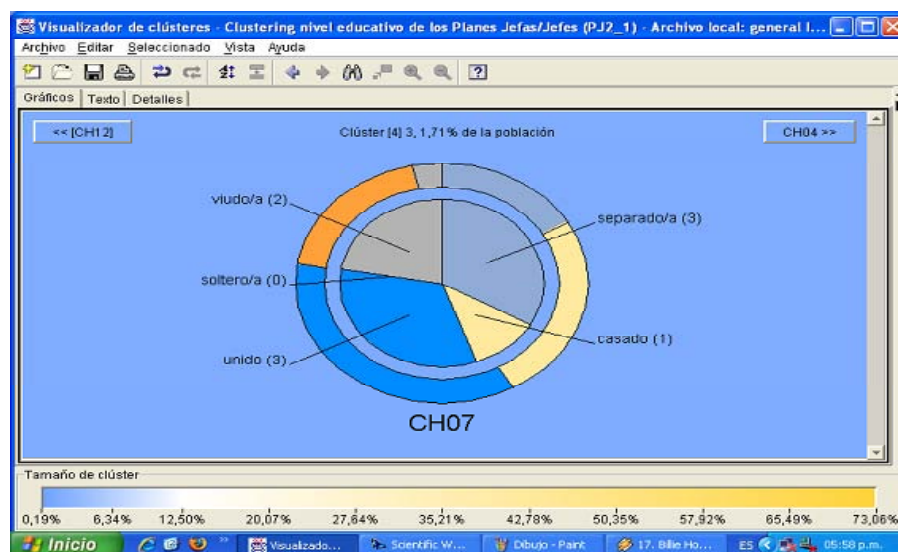 Visualizador de clústeres - Clustering nivel educativo de los Planes Jefas/Jefes (PJ2_1) - Archivo local: general l...
Archivo Editar Seleccionado Vista Ayuda
Gráficos Texto Detalles
<< [CH12]
Clúster [4] 3, 1,71% de la población
CH04 >>
viudo/a (2)
separado/a (3)
soltero/a (0)
casado (1)
unido (3)
CH07
Tamaño de clúster
0,19% 6,34% 12,50% 20,07% 27,64% 35,21% 42,78% 50,35% 57,92% 65,49% 73,06%
Inicio Visualizado... Scientific W... Dibujo - Paint 17. Billie Ho... ES 05:58 p.m.